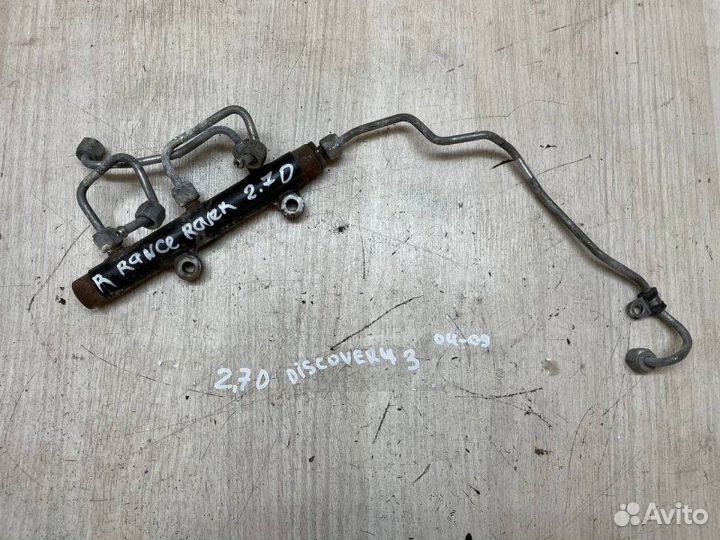 R RANGE ROVER 2.7D
2,7D DISCOVERY 3 04-09
Avito